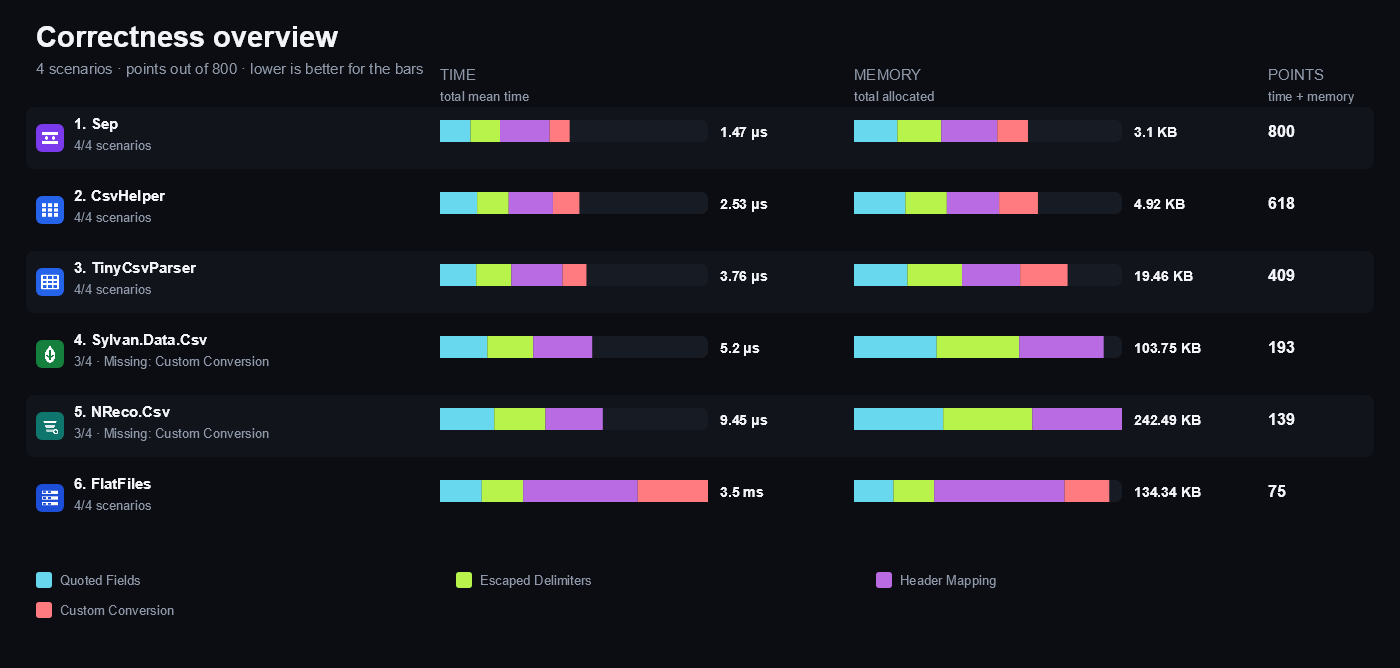 Correctness overview
4 scenarios · points out of 800 · lower is better for the bars
TIME
total mean time
MEMORY
total allocated
POINTS
time + memory
1. Sep
4/4 scenarios
1.47 µs
3.1 KB
800
2. CsvHelper
4/4 scenarios
2.53 µs
4.92 KB
618
3. TinyCsvParser
4/4 scenarios
3.76 µs
19.46 KB
409
4. Sylvan.Data.Csv
3/4 · Missing: Custom Conversion
5.2 µs
103.75 KB
193
5. NReco.Csv
3/4 · Missing: Custom Conversion
9.45 µs
242.49 KB
139
6. FlatFiles
4/4 scenarios
3.5 ms
134.34 KB
75
Quoted Fields
Escaped Delimiters
Header Mapping
Custom Conversion